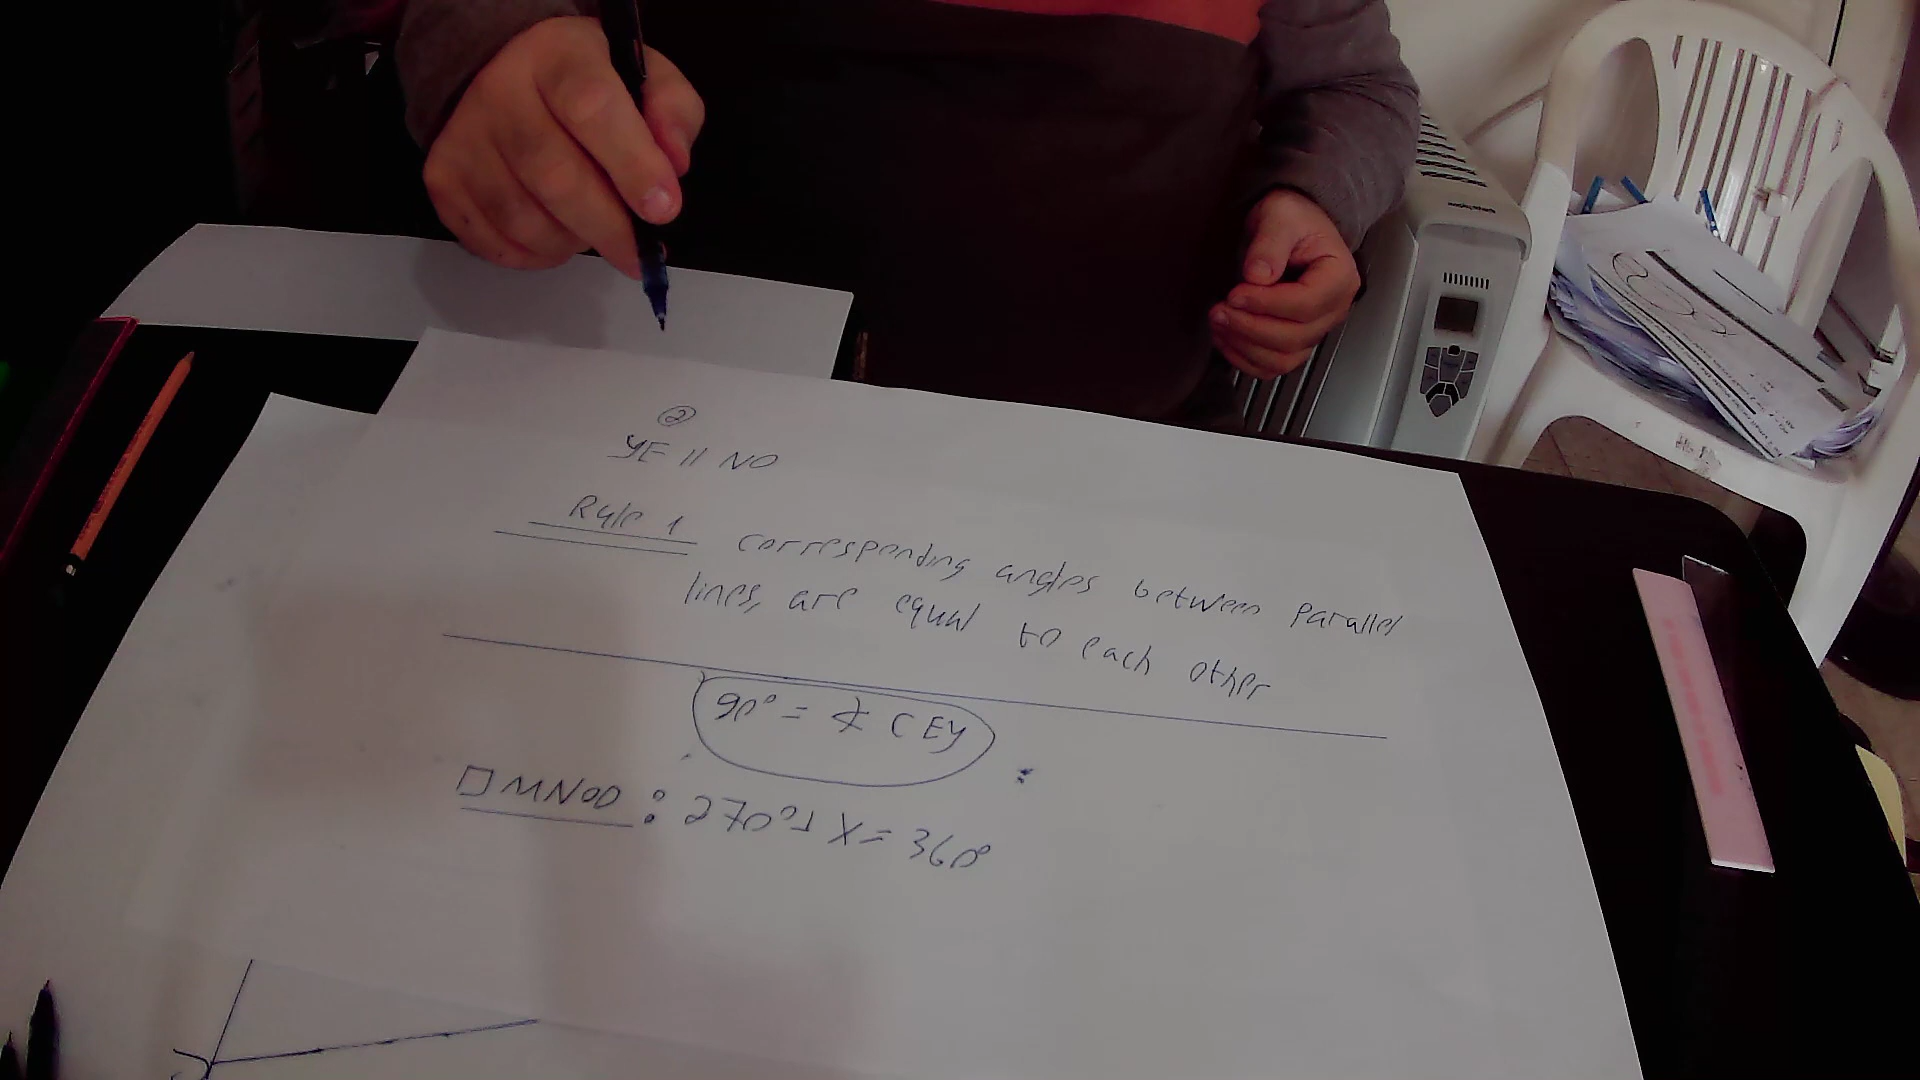 ②
YE || NO
Rule 1 corresponding angles between parallel
lines, are equal to each other
90° = ∢ CEY
□ MNOD : 270° + X = 360°